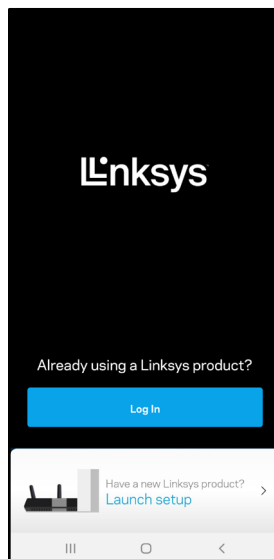 Linksys
Already using a Linksys product?
Log In
Have a new Linksys product?
Launch setup